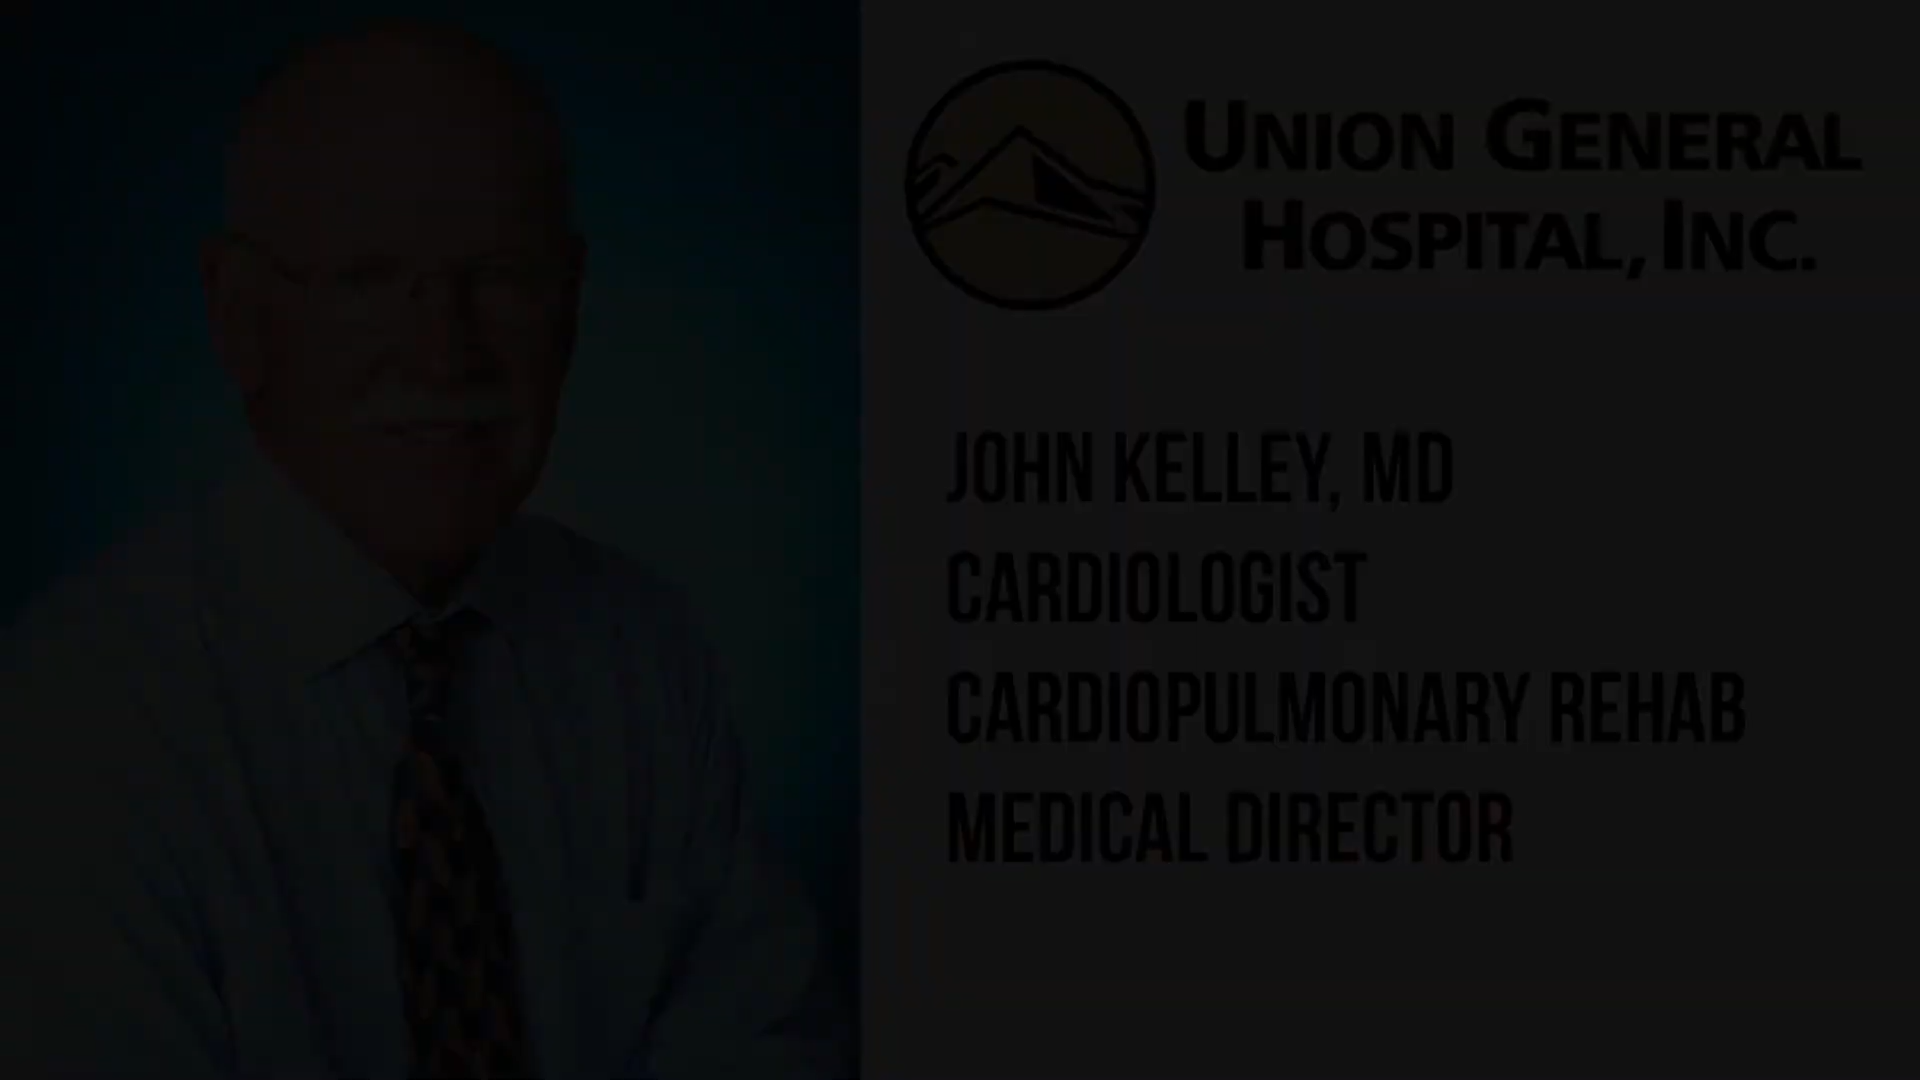 UNION GENERAL
HOSPITAL, INC.
JOHN KELLEY, MD
CARDIOLOGIST
CARDIOPULMONARY REHAB
MEDICAL DIRECTOR